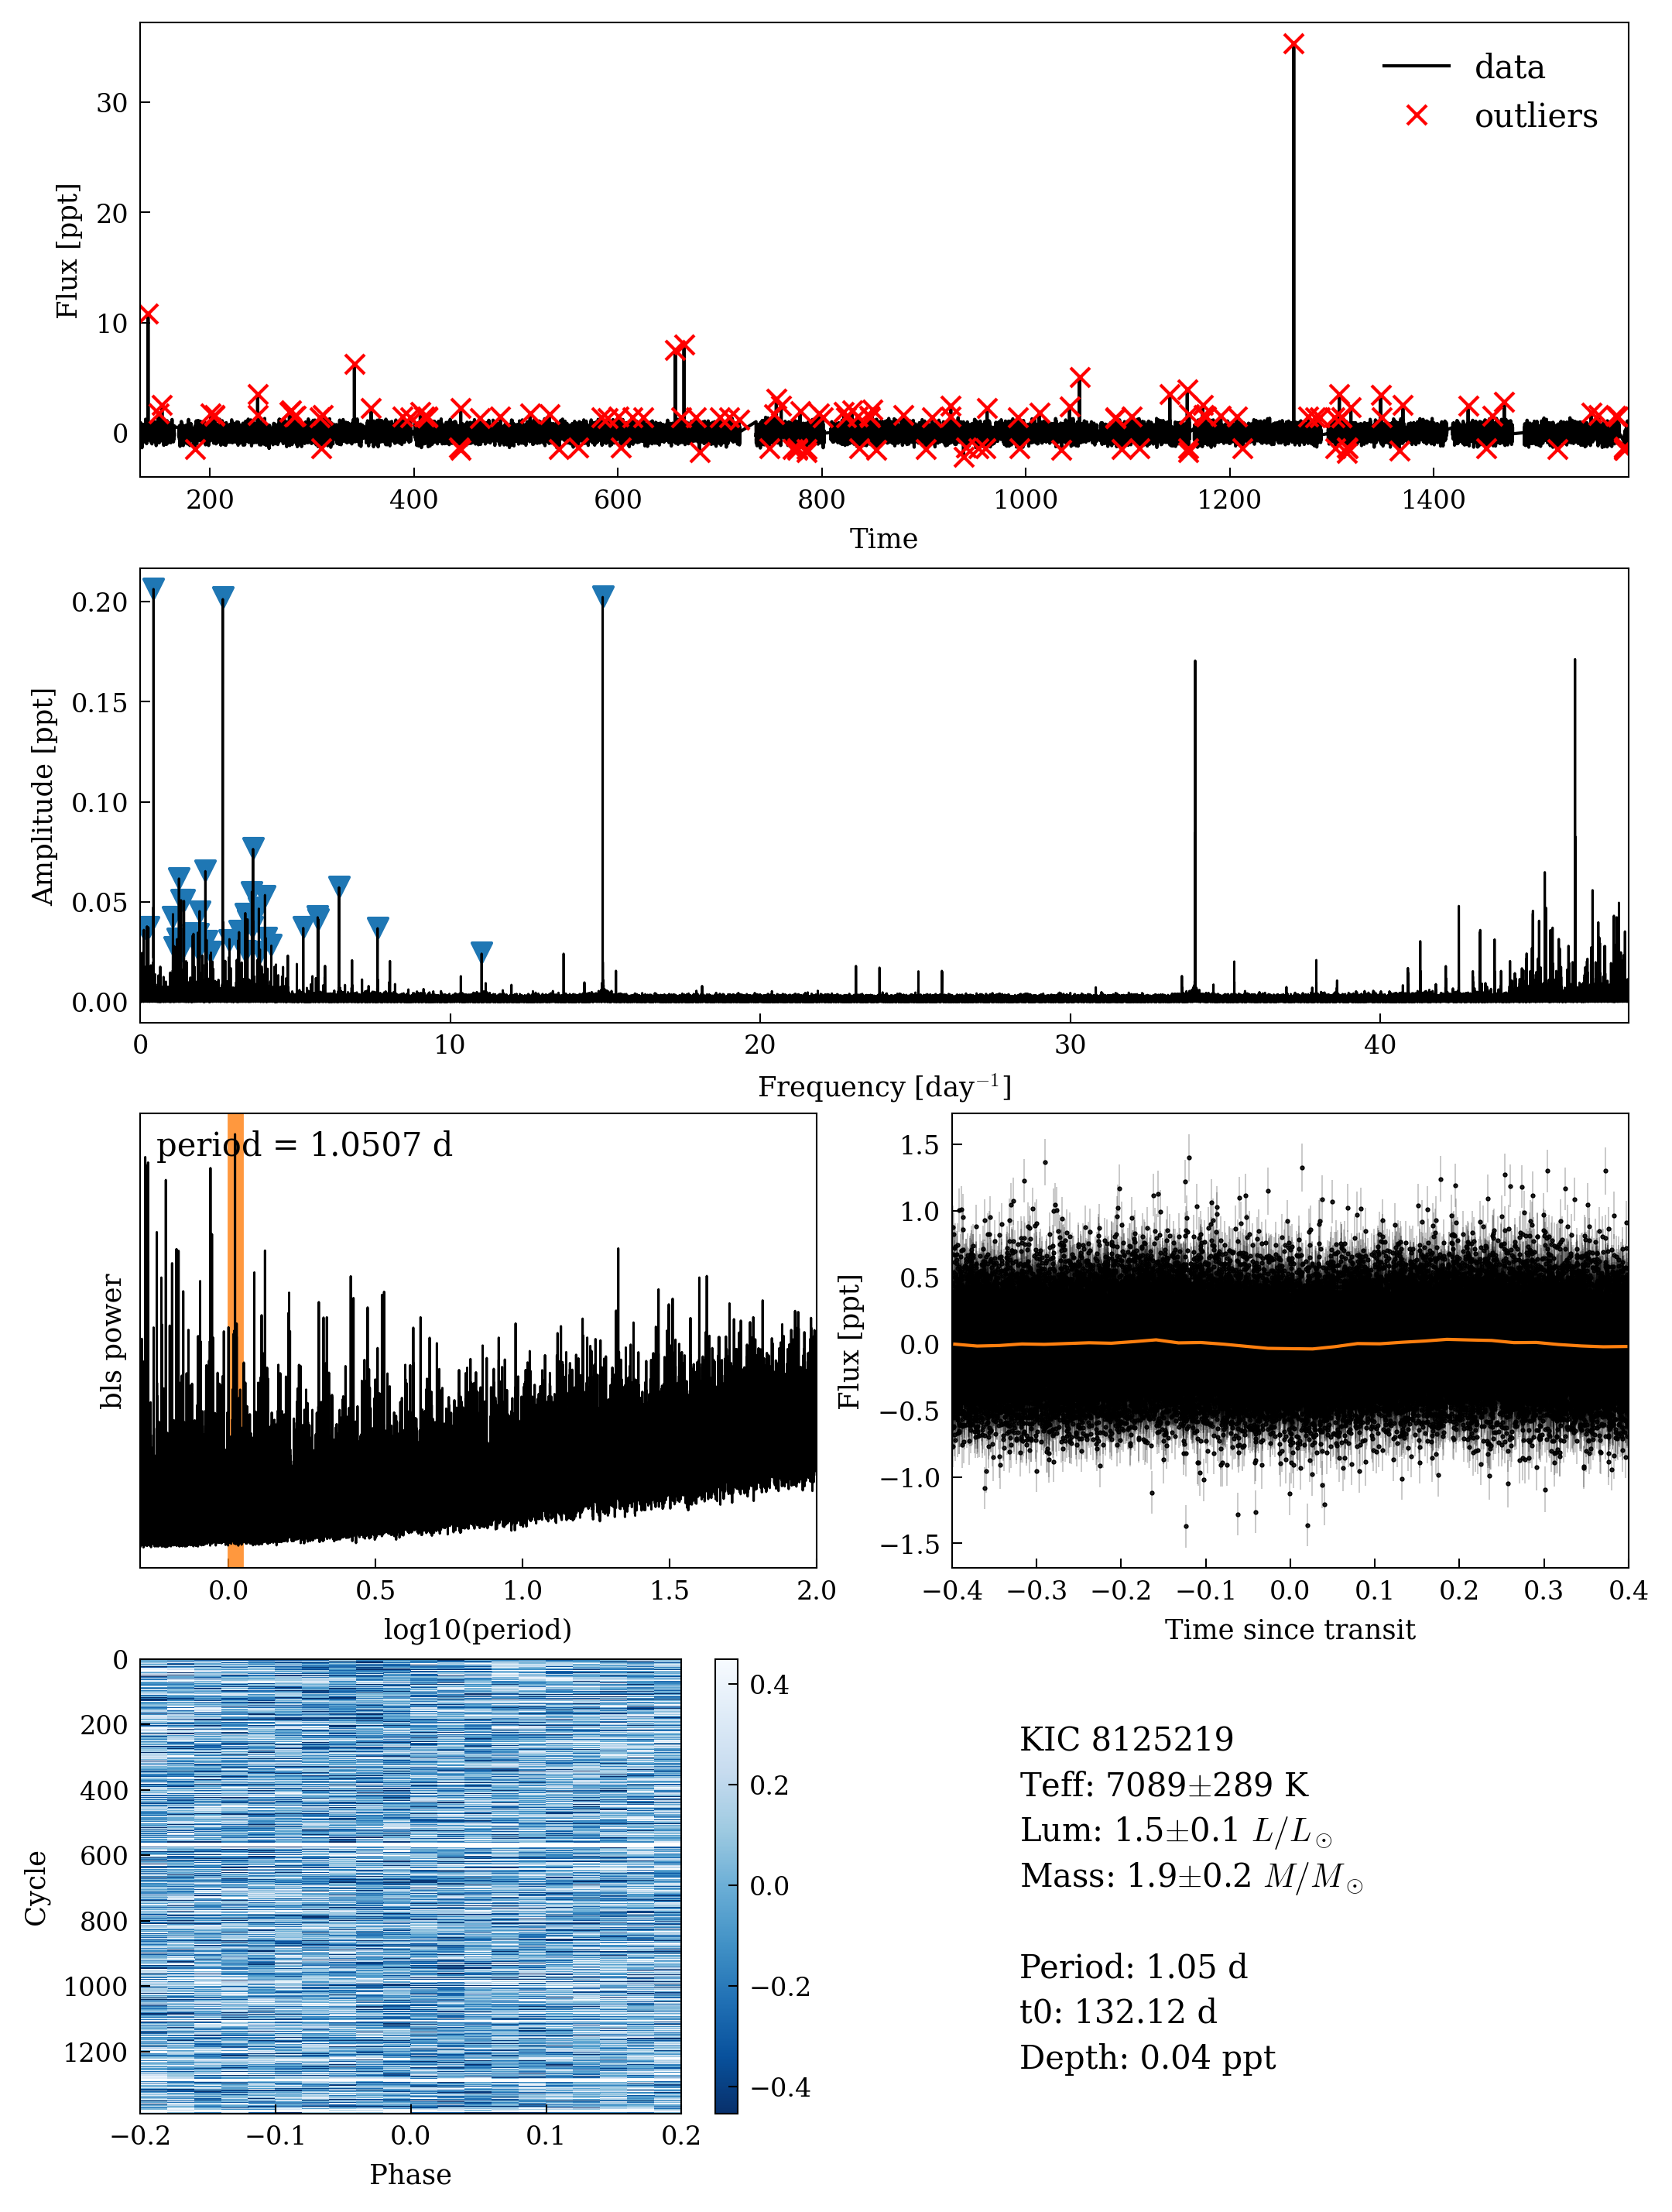 30
20
10
0
Flux [ppt]
data
outliers
200 400 600 800 1000 1200 1400
Time
0.20
0.15
0.10
0.05
0.00
Amplitude [ppt]
0 10 20 30 40
Frequency [day⁻¹]
period = 1.0507 d
bls power
0.0 0.5 1.0 1.5 2.0
log10(period)
1.5
1.0
0.5
0.0
−0.5
−1.0
−1.5
Flux [ppt]
−0.4 −0.3 −0.2 −0.1 0.0 0.1 0.2 0.3 0.4
Time since transit
0
200
400
600
800
1000
1200
Cycle
−0.2 −0.1 0.0 0.1 0.2
Phase
0.4
0.2
0.0
−0.2
−0.4
KIC 8125219
Teff: 7089±289 K
Lum: 1.5±0.1 L/L☉
Mass: 1.9±0.2 M/M☉
Period: 1.05 d
t0: 132.12 d
Depth: 0.04 ppt